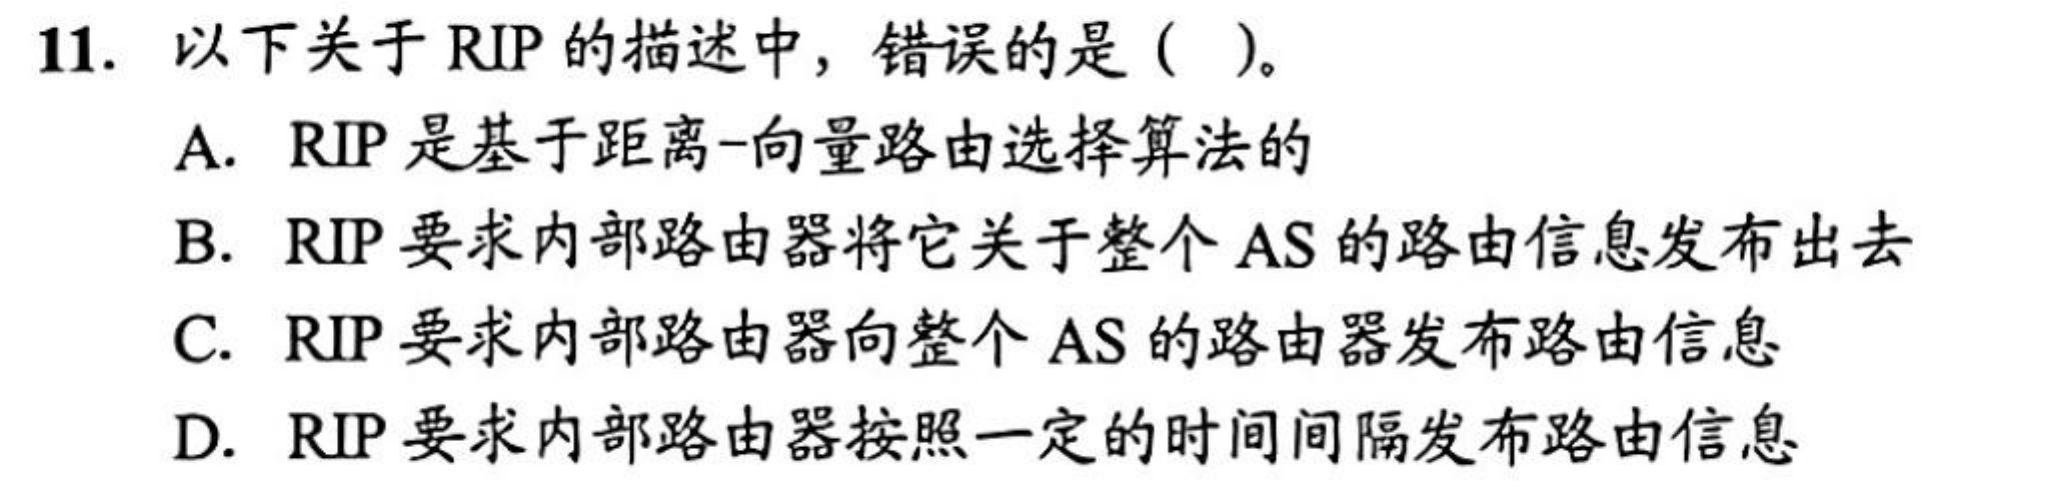 11. 以下关于 RIP 的描述中，错误的是（ ）。
A. RIP 是基于距离-向量路由选择算法的
B. RIP 要求内部路由器将它关于整个 AS 的路由信息发布出去
C. RIP 要求内部路由器向整个 AS 的路由器发布路由信息
D. RIP 要求内部路由器按照一定的时间间隔发布路由信息